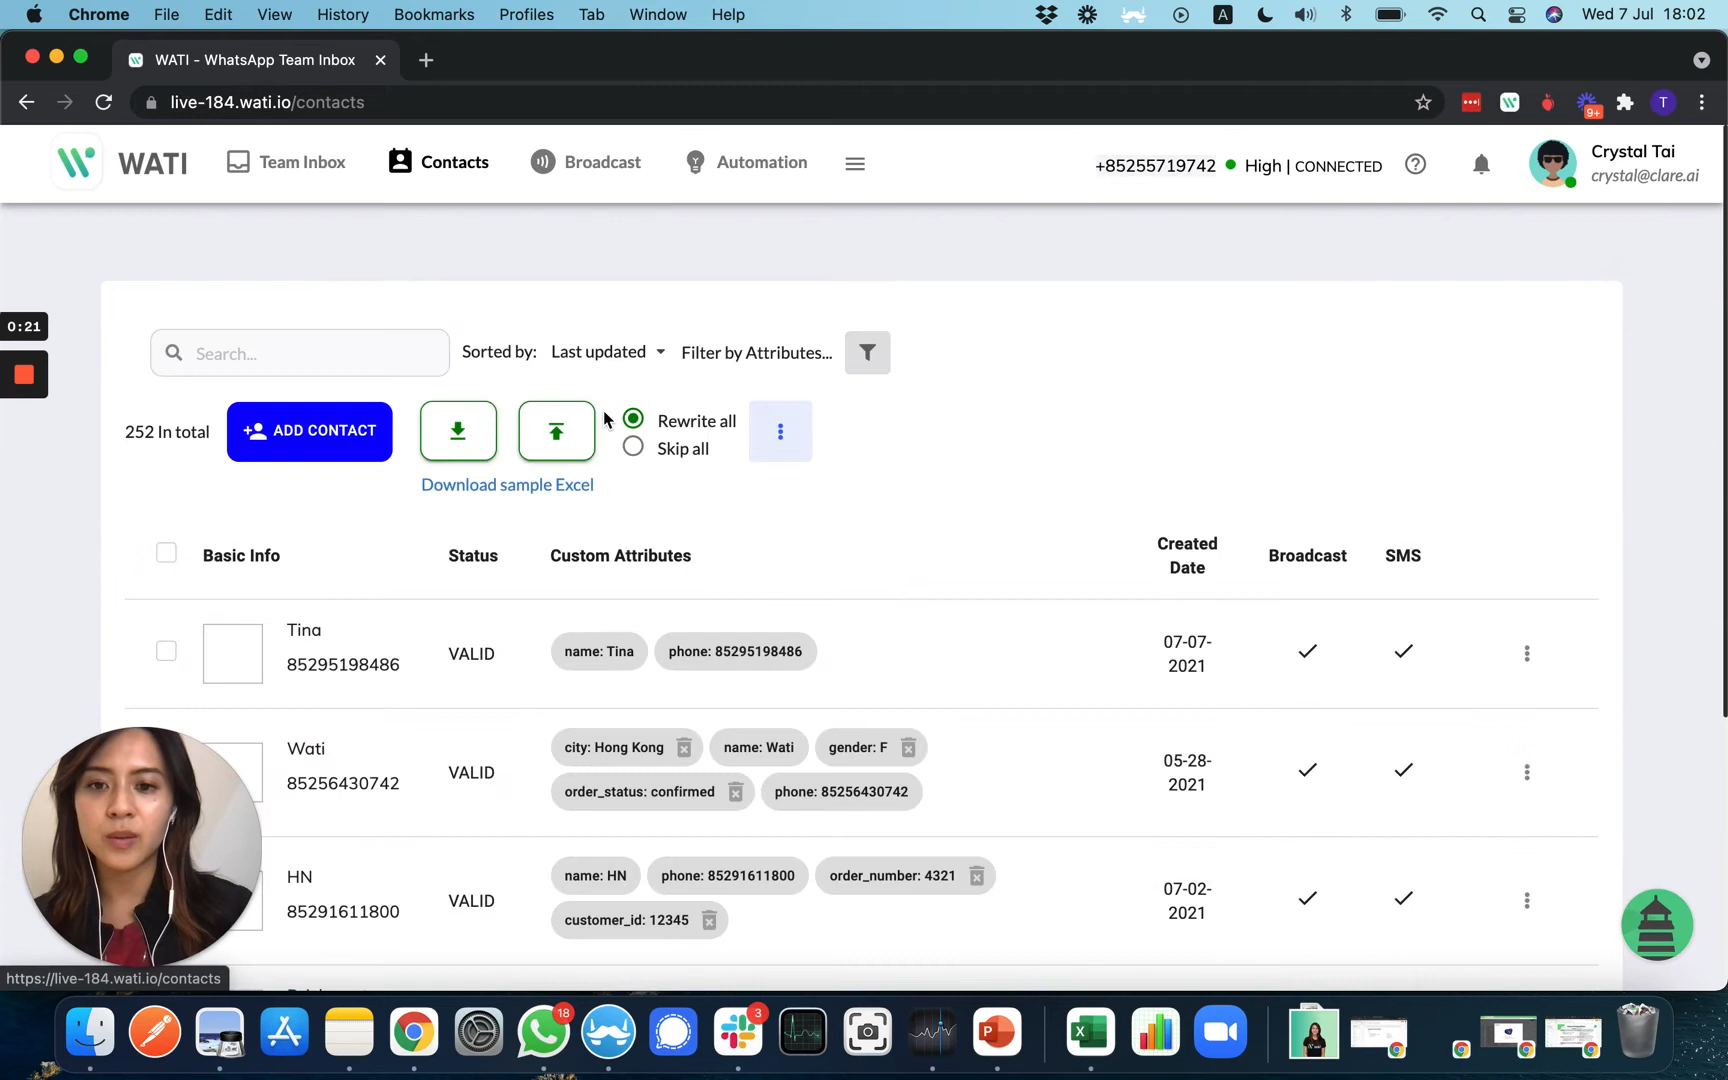 Chrome File Edit View History Bookmarks Profiles Tab Window Help
A
Wed 7 Jul 18:02
WATI - WhatsApp Team Inbox
live-184.wati.io/contacts
9+
T
WATI
Team Inbox
Contacts
Broadcast
Automation
+85255719742
High | CONNECTED
Crystal Tai
crystal@clare.ai
0:21
Search...
Sorted by: Last updated
Filter by Attributes...
252 In total
ADD CONTACT
Rewrite all
Skip all
Download sample Excel
Basic Info
Status
Custom Attributes
Created
Date
Broadcast
SMS
Tina
85295198486
VALID
name: Tina
phone: 85295198486
07-07-
2021
Wati
85256430742
VALID
city: Hong Kong
name: Wati
gender: F
order_status: confirmed
phone: 85256430742
05-28-
2021
HN
85291611800
VALID
name: HN
phone: 85291611800
order_number: 4321
customer_id: 12345
07-02-
2021
https://live-184.wati.io/contacts
18
3
P
X